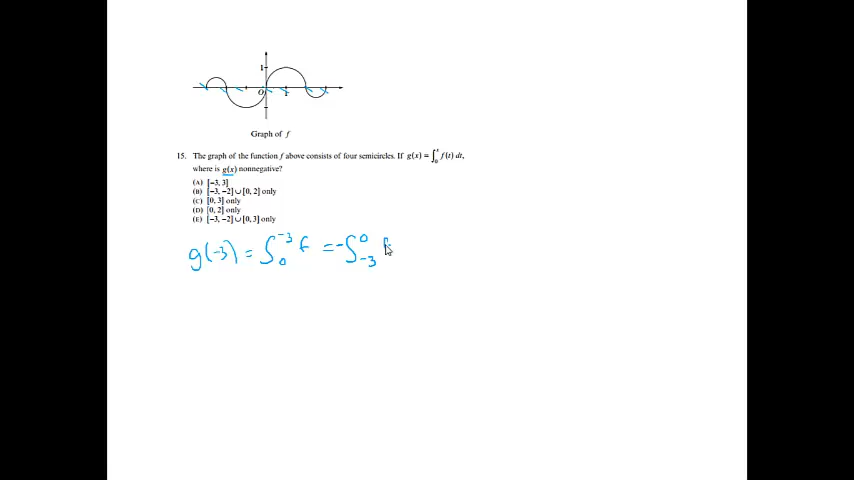 1
O
1
Graph of f
15. The graph of the function f above consists of four semicircles. If g(x) = ∫₀ˣ f(t) dt,
where is g(x) nonnegative?
(A) [−3, 3]
(B) [−3, −2] ∪ [0, 2] only
(C) [0, 3] only
(D) [0, 2] only
(E) [−3, −2] ∪ [0, 3] only
g(-3) = ∫₀⁻³ f = -∫₋₃⁰ f